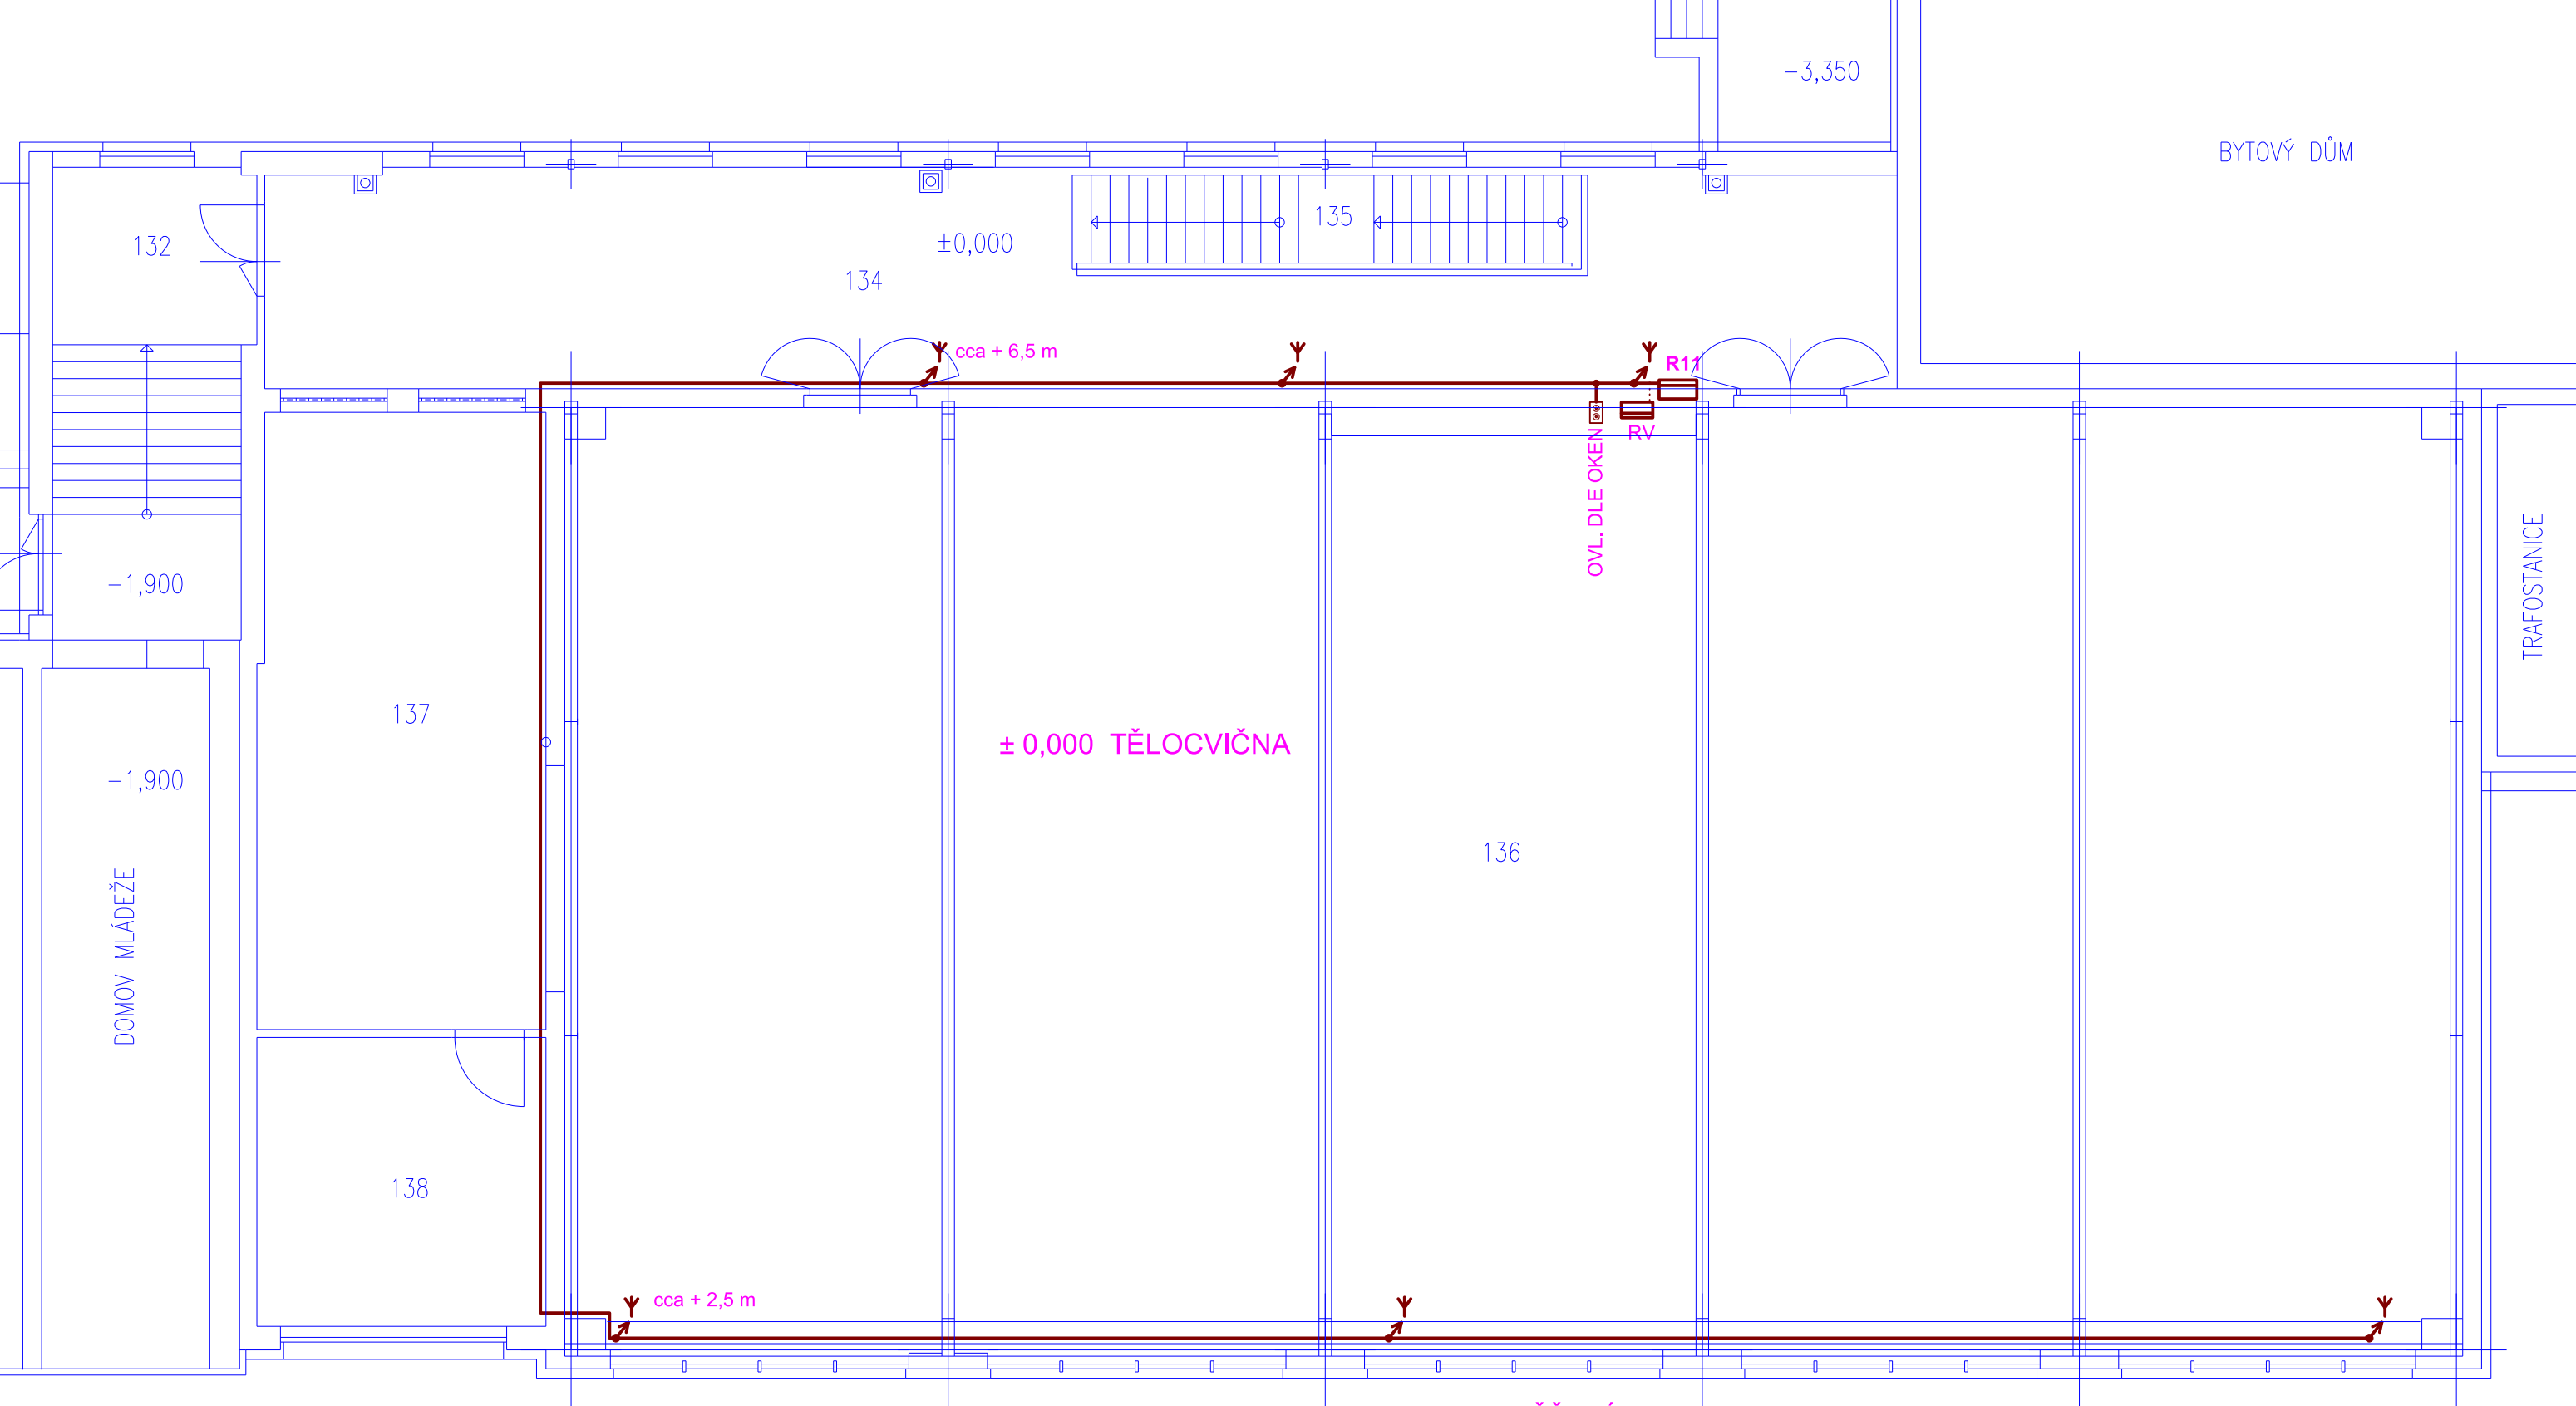 -3,350
BYTOVÝ DŮM
132
135
±0,000
134
cca + 6,5 m
R11
RV
OVL. DLE OKEN
-1,900
TRAFOSTANICE
137
± 0,000 TĚLOCVIČNA
-1,900
136
DOMOV MLÁDEŽE
138
cca + 2,5 m